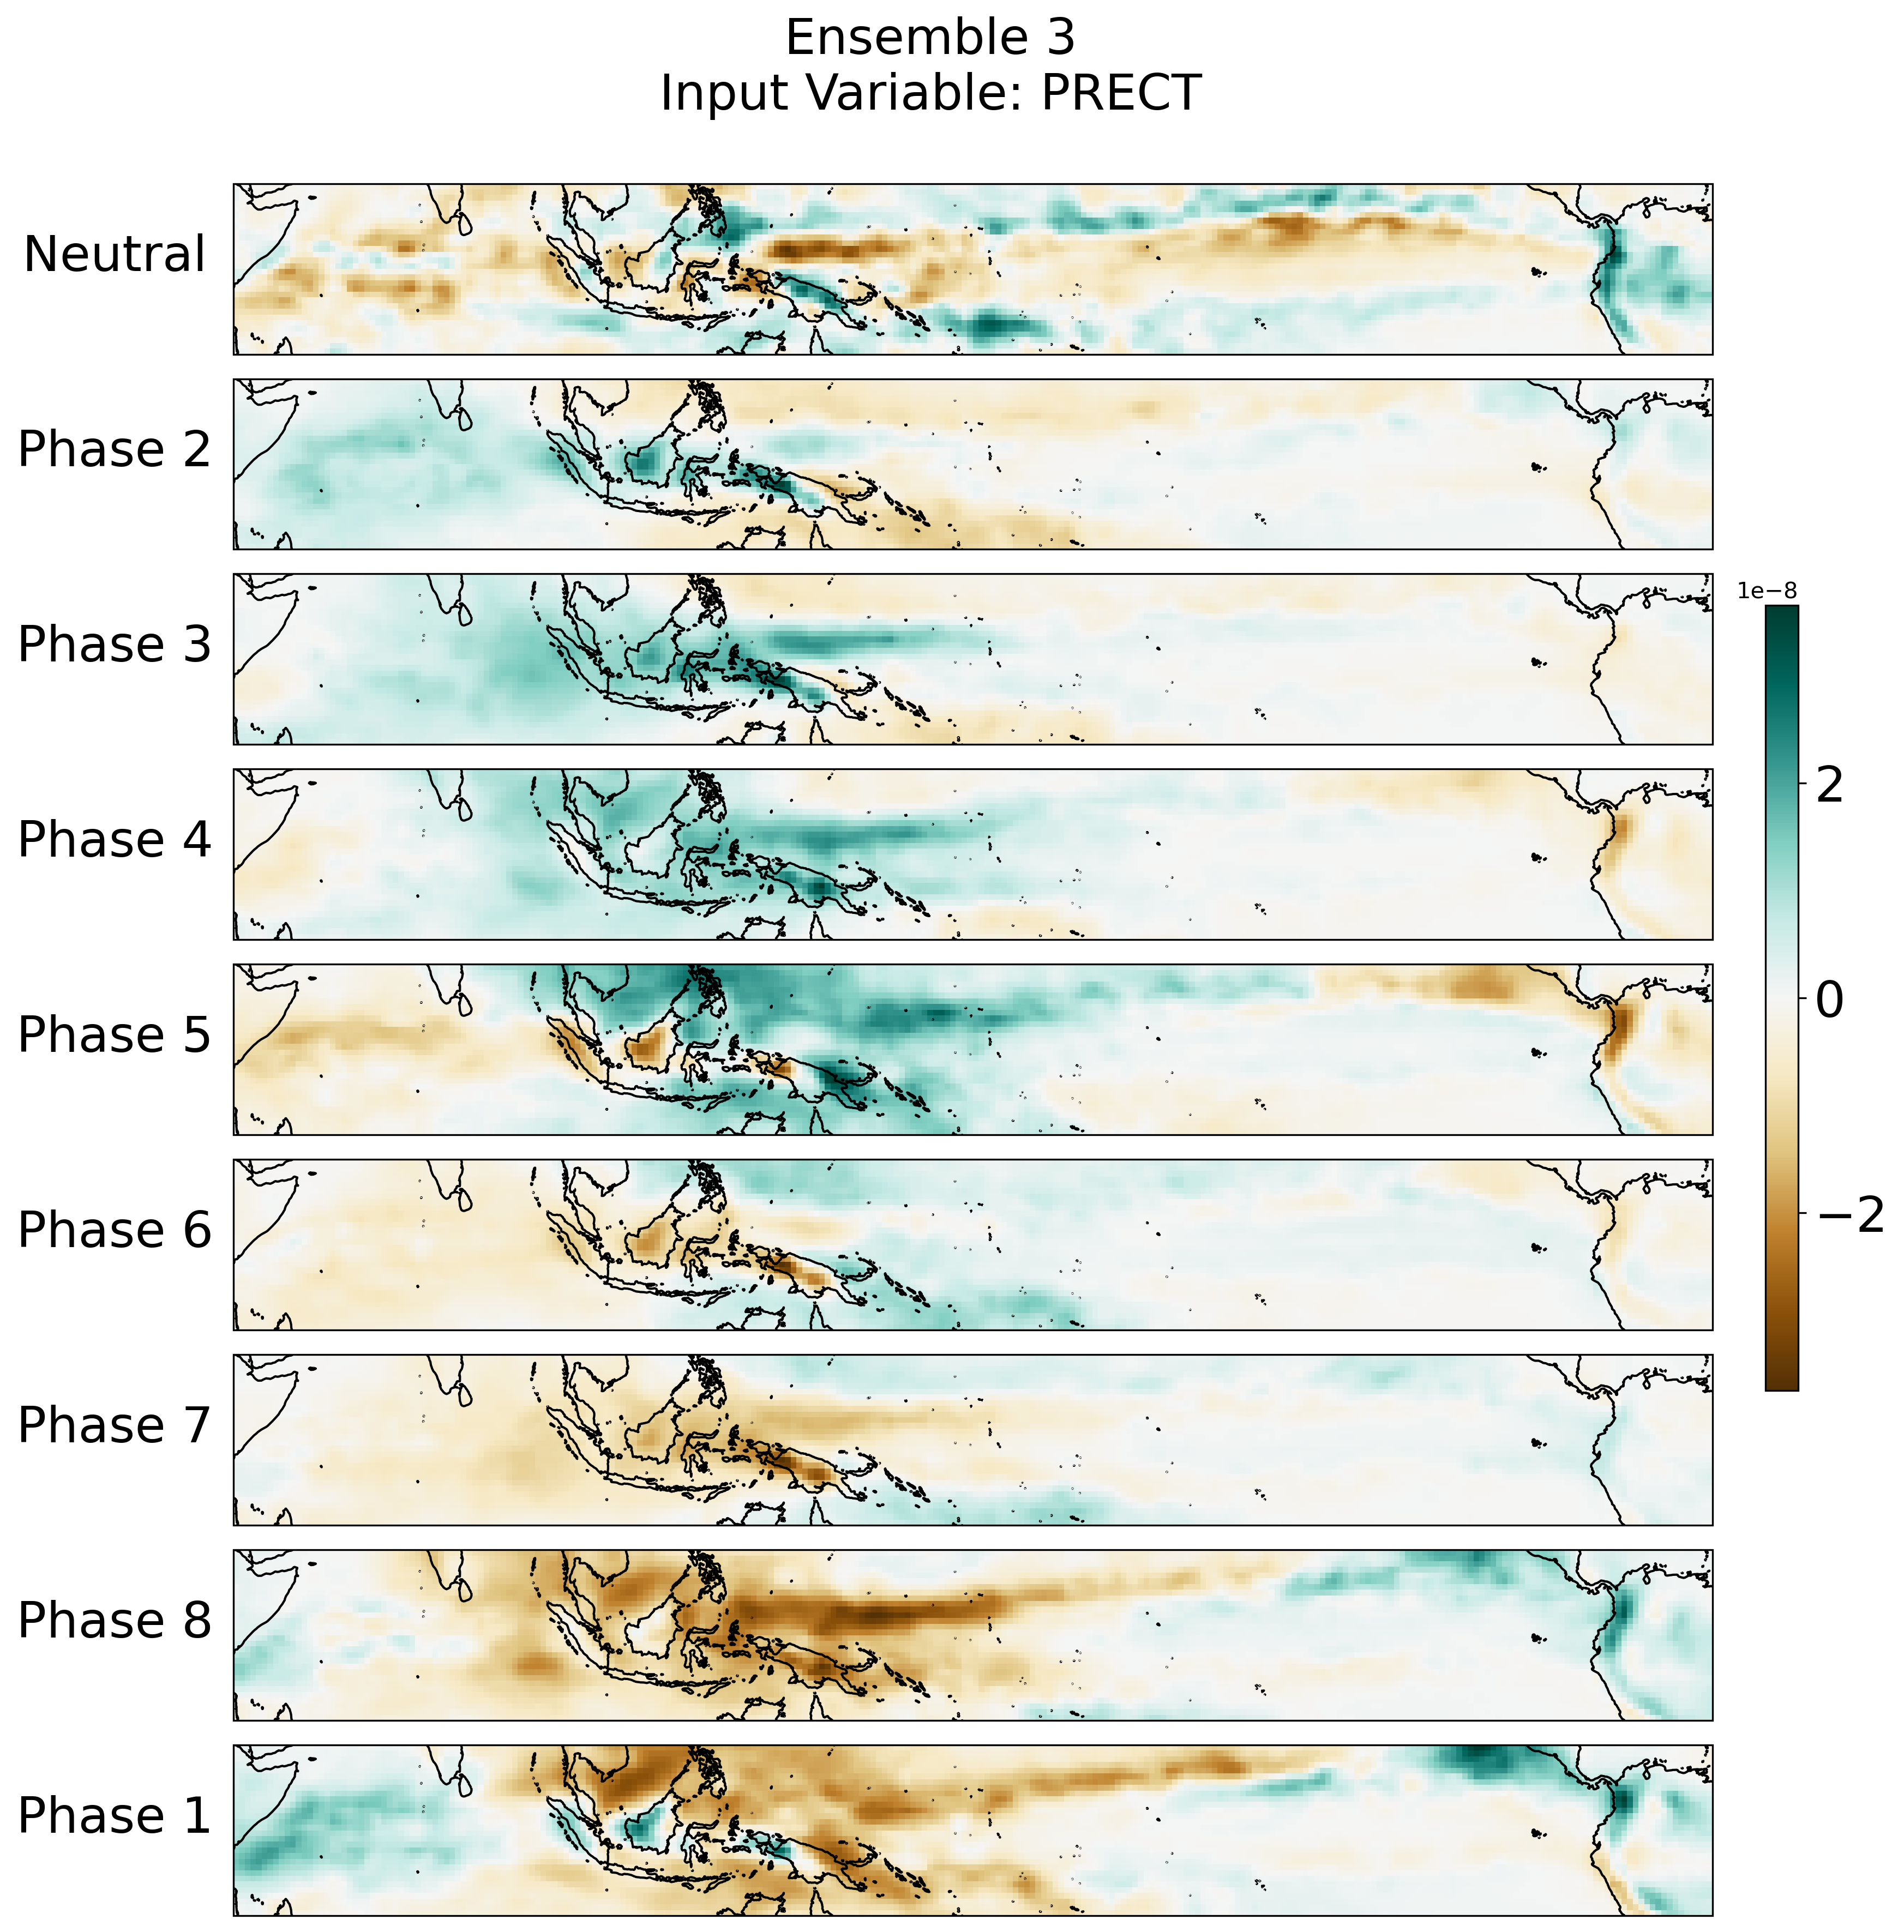 Ensemble 3
Input Variable: PRECT
Neutral
Phase 2
Phase 3
1e−8
Phase 4
2
Phase 5
0
Phase 6
−2
Phase 7
Phase 8
Phase 1